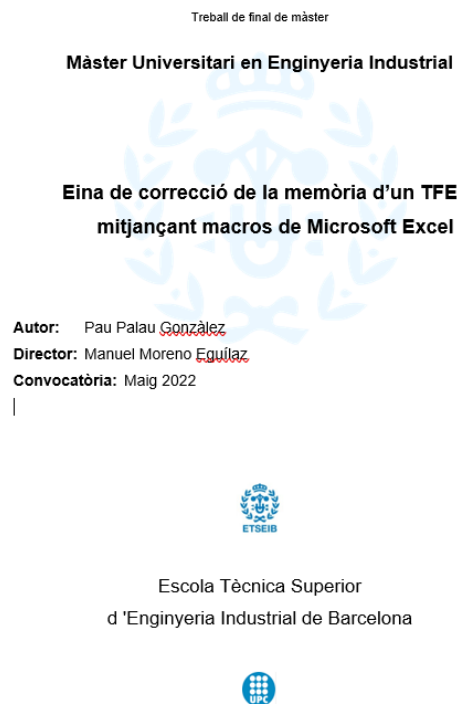 Treball de final de màster
Màster Universitari en Enginyeria Industrial
Eina de correcció de la memòria d’un TFE
mitjançant macros de Microsoft Excel
Autor: Pau Palau Gonzàlez
Director: Manuel Moreno Eguílaz
Convocatòria: Maig 2022
ETSEIB
Escola Tècnica Superior
d 'Enginyeria Industrial de Barcelona
UPC